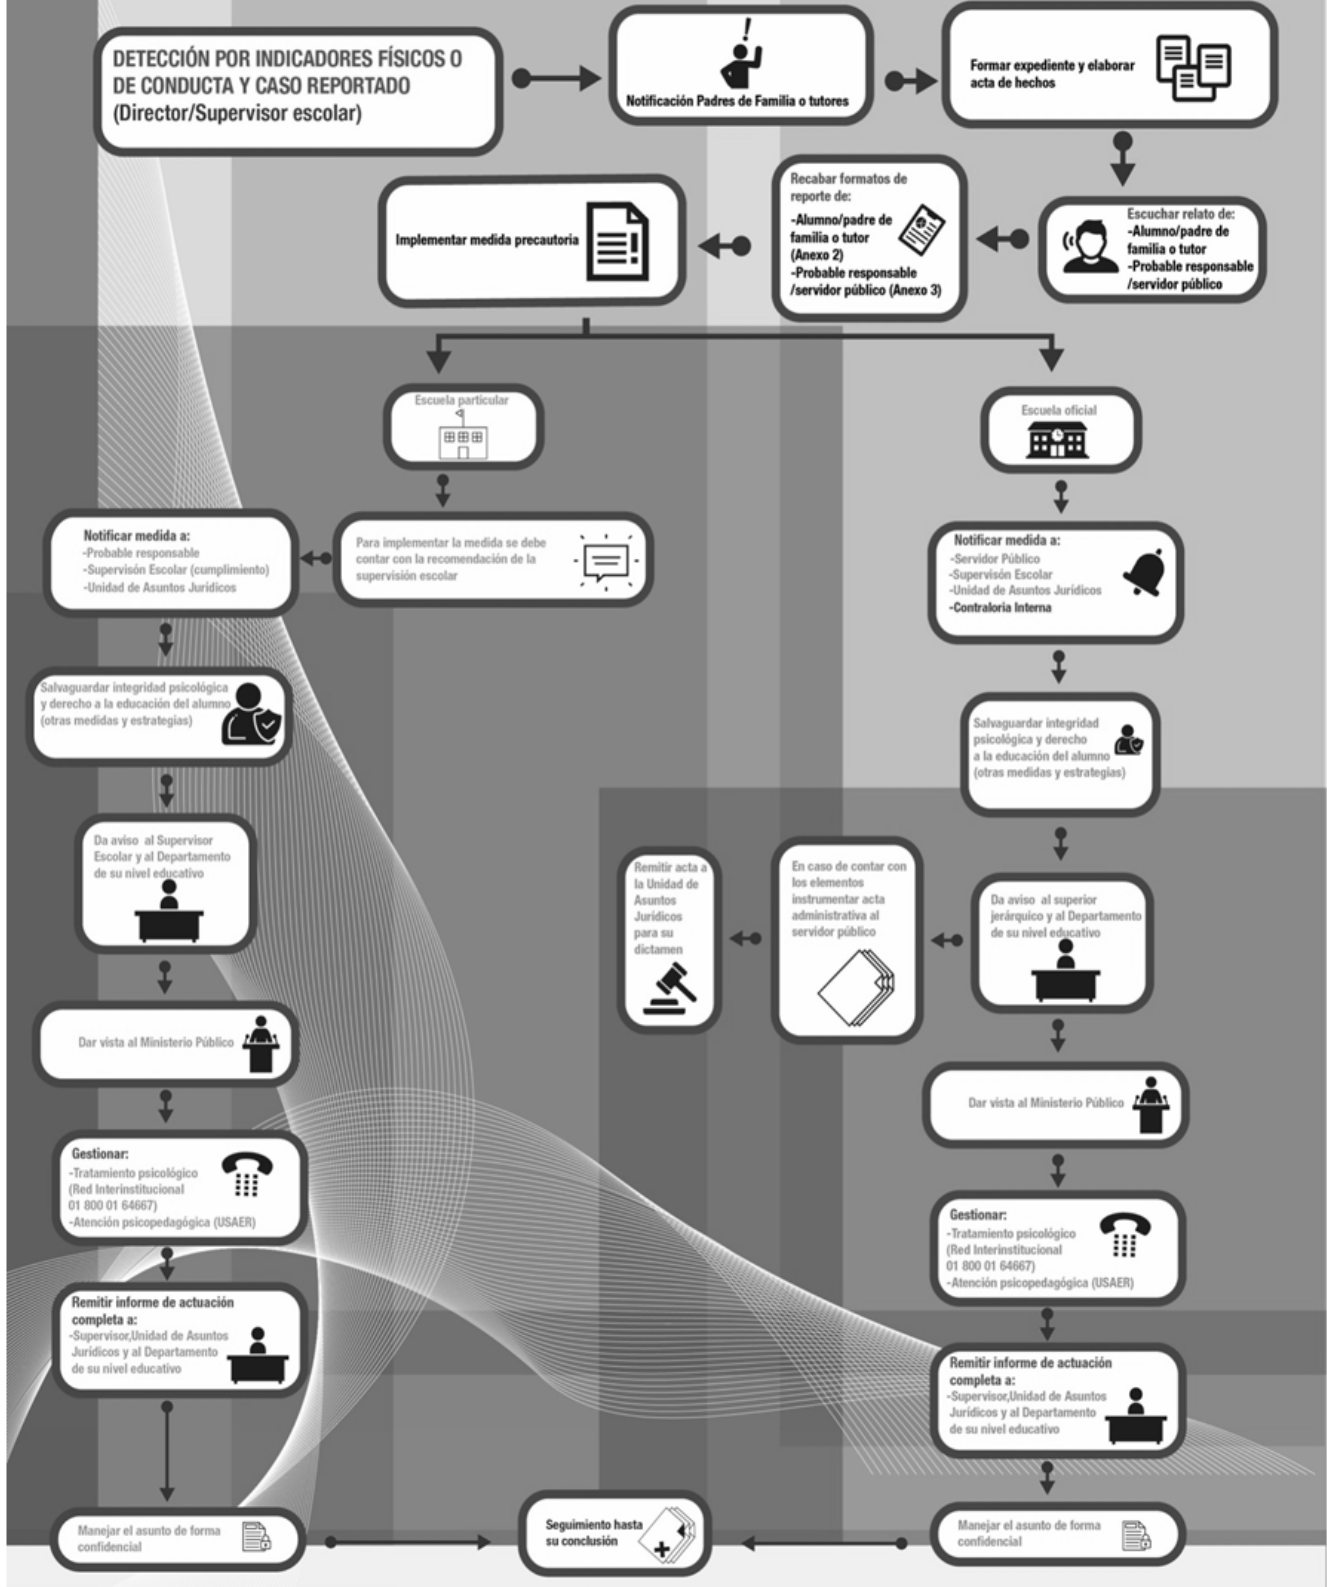 DETECCIÓN POR INDICADORES FÍSICOS O
DE CONDUCTA Y CASO REPORTADO
(Director/Supervisor escolar)
Notificación Padres de Familia o tutores
Formar expediente y elaborar
acta de hechos
Escuchar relato de:
-Alumno/padre de
familia o tutor
-Probable responsable
/servidor público
Recabar formatos de
reporte de:
-Alumno/padre de
familia o tutor
(Anexo 2)
-Probable responsable
/servidor público (Anexo 3)
Implementar medida precautoria
Escuela particular
Para implementar la medida se debe
contar con la recomendación de la
supervisión escolar
Notificar medida a:
-Probable responsable
-Supervisón Escolar (cumplimiento)
-Unidad de Asuntos Jurídicos
Salvaguardar integridad psicológica
y derecho a la educación del alumno
(otras medidas y estrategias)
Da aviso al Supervisor
Escolar y al Departamento
de su nivel educativo
Dar vista al Ministerio Público
Gestionar:
-Tratamiento psicológico
(Red Interinstitucional
01 800 01 64667)
-Atención psicopedagógica (USAER)
Remitir informe de actuación
completa a:
-Supervisor,Unidad de Asuntos
Jurídicos y al Departamento
de su nivel educativo
Manejar el asunto de forma
confidencial
Escuela oficial
Notificar medida a:
-Servidor Público
-Supervisón Escolar
-Unidad de Asuntos Jurídicos
-Contraloria Interna
Salvaguardar integridad
psicológica y derecho
a la educación del alumno
(otras medidas y estrategias)
Da aviso al superior
jerárquico y al Departamento
de su nivel educativo
En caso de contar con
los elementos
instrumentar acta
administrativa al
servidor público
Remitir acta a
la Unidad de
Asuntos
Jurídicos
para su
dictamen
Dar vista al Ministerio Público
Gestionar:
-Tratamiento psicológico
(Red Interinstitucional
01 800 01 64667)
-Atención psicopedagógica (USAER)
Remitir informe de actuación
completa a:
-Supervisor,Unidad de Asuntos
Jurídicos y al Departamento
de su nivel educativo
Manejar el asunto de forma
confidencial
Seguimiento hasta
su conclusión